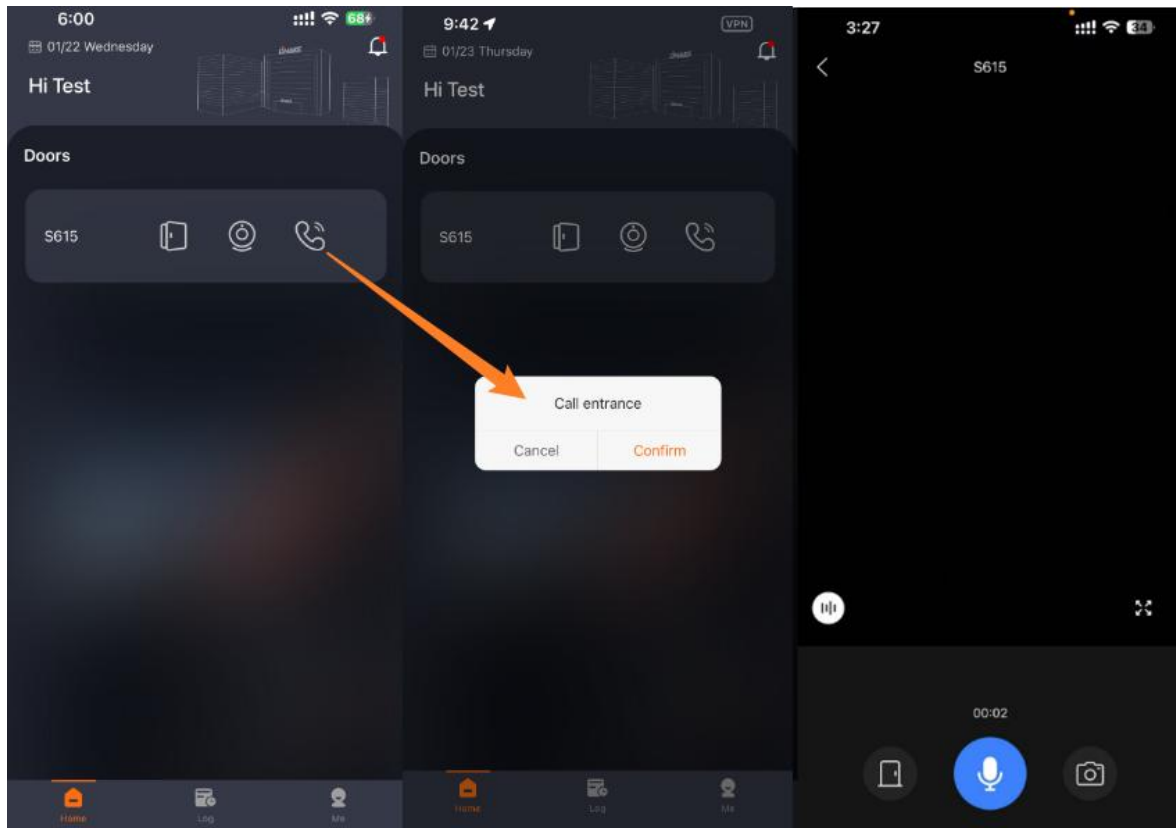 6:00
68
01/22 Wednesday
Hi Test
Doors
S615
Home
Log
Me
9:42
VPN
01/23 Thursday
Hi Test
Doors
S615
Call entrance
Cancel
Confirm
Home
Log
Me
3:27
34
S615
00:02